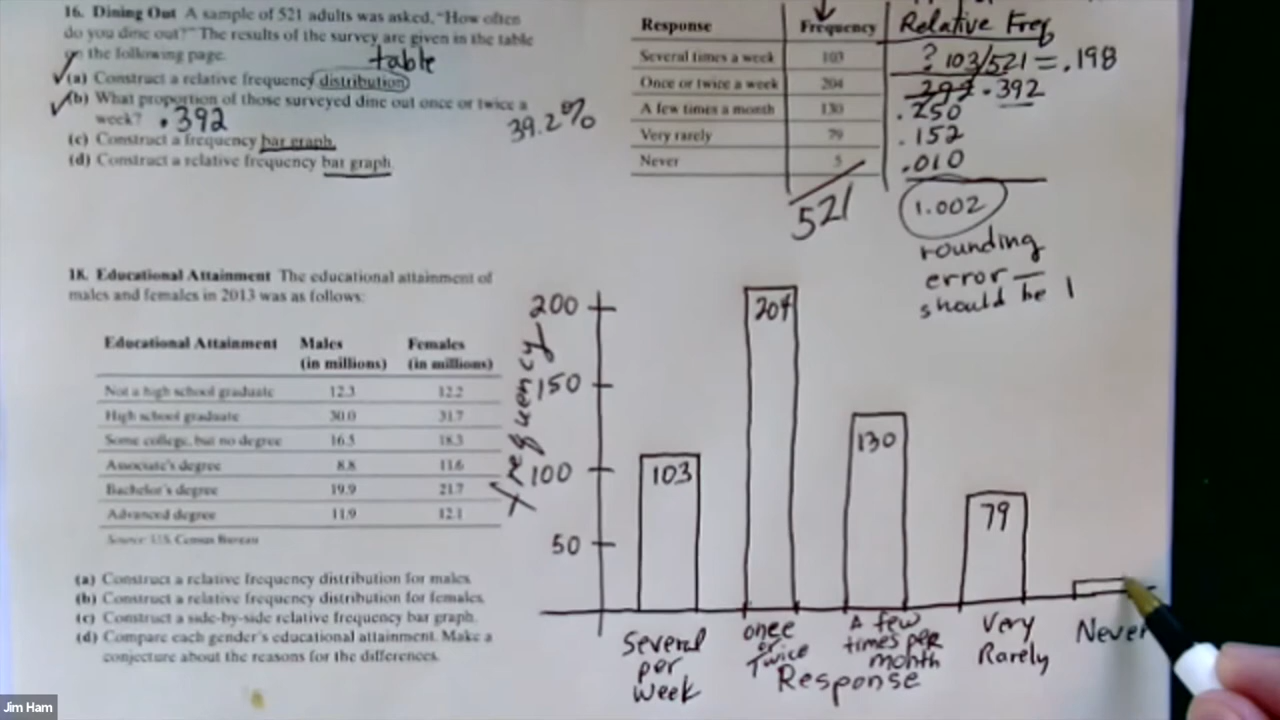 16. Dining Out A sample of 521 adults was asked, "How often
do you dine out?" The results of the survey are given in the table
on the following page.
table
(a) Construct a relative frequency distribution
(b) What proportion of those surveyed dine out once or twice a
week? .392
39.2%
(c) Construct a frequency bar graph.
(d) Construct a relative frequency bar graph.
Response Frequency Relative Freq
Several times a week 103 ? 103/521 = .198
Once or twice a week 204 .392
A few times a month 130 .250
Very rarely 79 .152
Never 5 .010
521 1.002
rounding
error —
should be 1
18. Educational Attainment The educational attainment of
males and females in 2013 was as follows:
Educational Attainment Males Females
(in millions) (in millions)
Not a high school graduate 12.3 12.2
High school graduate 30.0 31.7
Some college, but no degree 16.5 18.3
Associate's degree 8.8 11.6
Bachelor's degree 19.9 21.7
Advanced degree 11.9 12.1
Source: U.S. Census Bureau
(a) Construct a relative frequency distribution for males.
(b) Construct a relative frequency distribution for females.
(c) Construct a side-by-side relative frequency bar graph.
(d) Compare each gender's educational attainment. Make a
conjecture about the reasons for the differences.
frequency
200
150
100
50
103
204
130
79
Several
per
week
once
or
Twice
A few
times per
month
Very
Rarely
Never
Response
Jim Ham